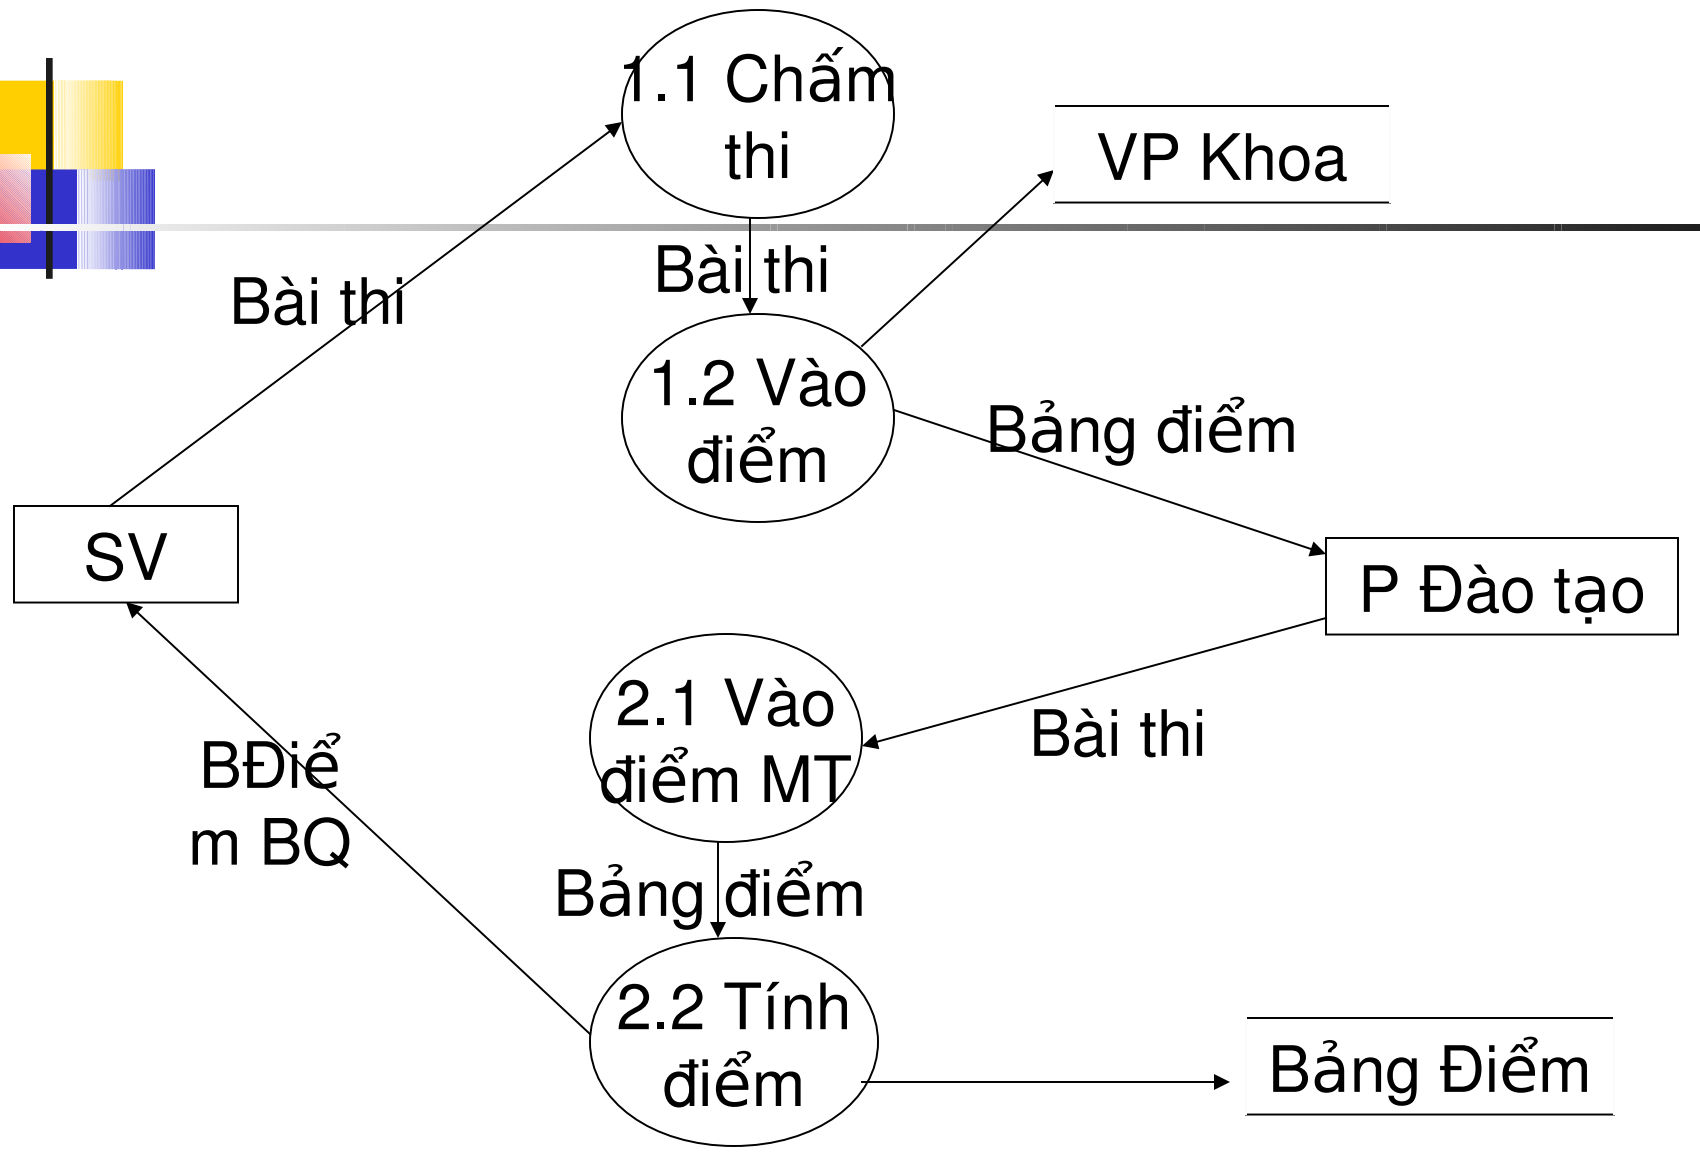 1.1 Chấm
thi
VP Khoa
Bài thi
Bài thi
1.2 Vào
điểm
Bảng điểm
SV
P Đào tạo
2.1 Vào
điểm MT
Bài thi
BĐiể
m BQ
Bảng điểm
2.2 Tính
điểm
Bảng Điểm